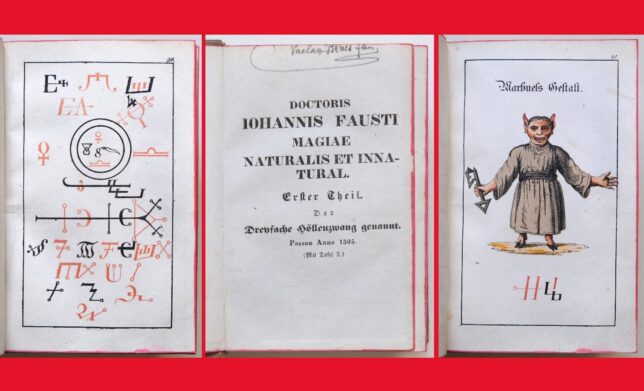 DOCTORIS
IOHANNIS FAUSTI
MAGIAE
NATURALIS ET INNA-
TURAL.
Erster Theil.
Der
Dreyfache Höllenzwang genannt.
Passau Anno 1505.
(Mit Tafel 2.)
Marbuels Gestalt.